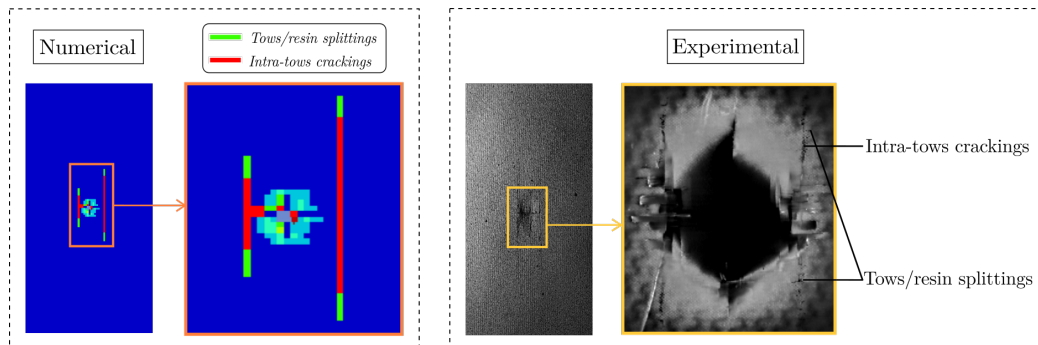 Numerical
Tows/resin splittings
Intra-tows crackings
Experimental
Intra-tows crackings
Tows/resin splittings